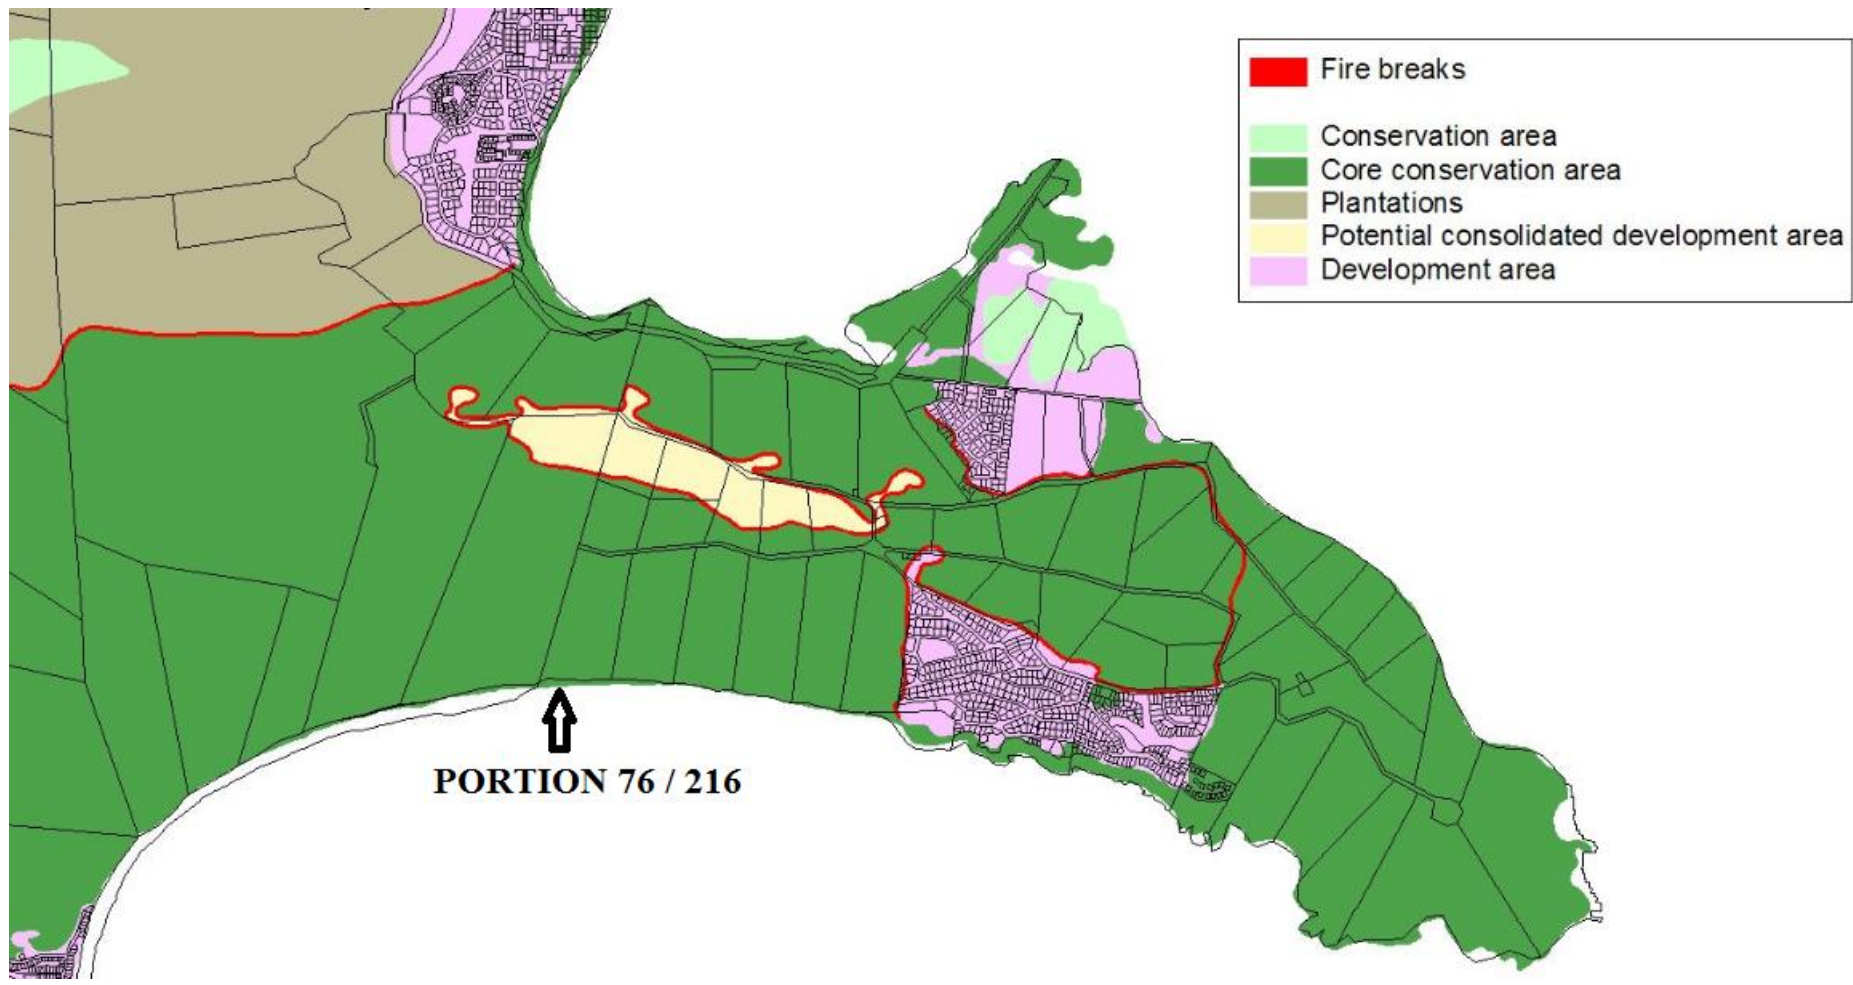 Fire breaks
Conservation area
Core conservation area
Plantations
Potential consolidated development area
Development area
PORTION 76 / 216